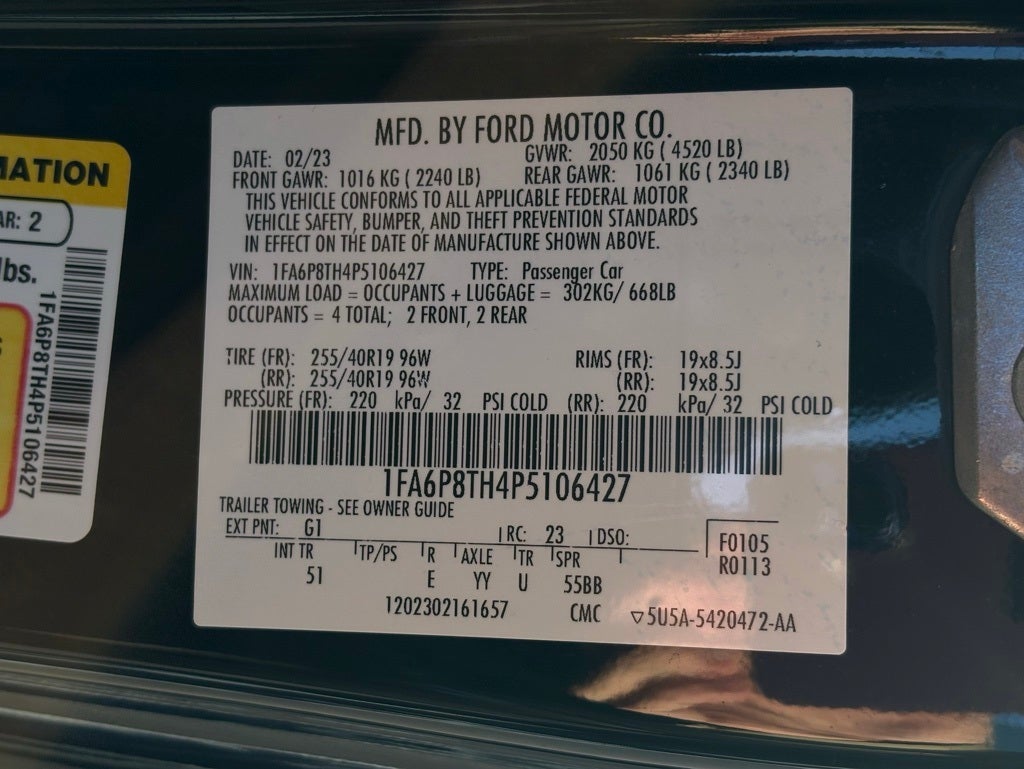 MFD. BY FORD MOTOR CO.
DATE: 02/23 GVWR: 2050 KG ( 4520 LB)
FRONT GAWR: 1016 KG ( 2240 LB) REAR GAWR: 1061 KG ( 2340 LB)
THIS VEHICLE CONFORMS TO ALL APPLICABLE FEDERAL MOTOR
VEHICLE SAFETY, BUMPER, AND THEFT PREVENTION STANDARDS
IN EFFECT ON THE DATE OF MANUFACTURE SHOWN ABOVE.
VIN: 1FA6P8TH4P5106427 TYPE: Passenger Car
MAXIMUM LOAD = OCCUPANTS + LUGGAGE = 302KG/ 668LB
OCCUPANTS = 4 TOTAL; 2 FRONT, 2 REAR
TIRE (FR): 255/40R19 96W RIMS (FR): 19x8.5J
(RR): 255/40R19 96W (RR): 19x8.5J
PRESSURE (FR): 220 kPa/ 32 PSI COLD (RR): 220 kPa/ 32 PSI COLD
1FA6P8TH4P5106427
TRAILER TOWING - SEE OWNER GUIDE
EXT PNT: G1 RC: 23 DSO:
F0105
INT TR TP/PS R AXLE TR SPR
R0113
51 E YY U 55BB
1202302161657 CMC ▽5U5A-5420472-AA
MATION
AR: 2
lbs.
1FA6P8TH4P5106427